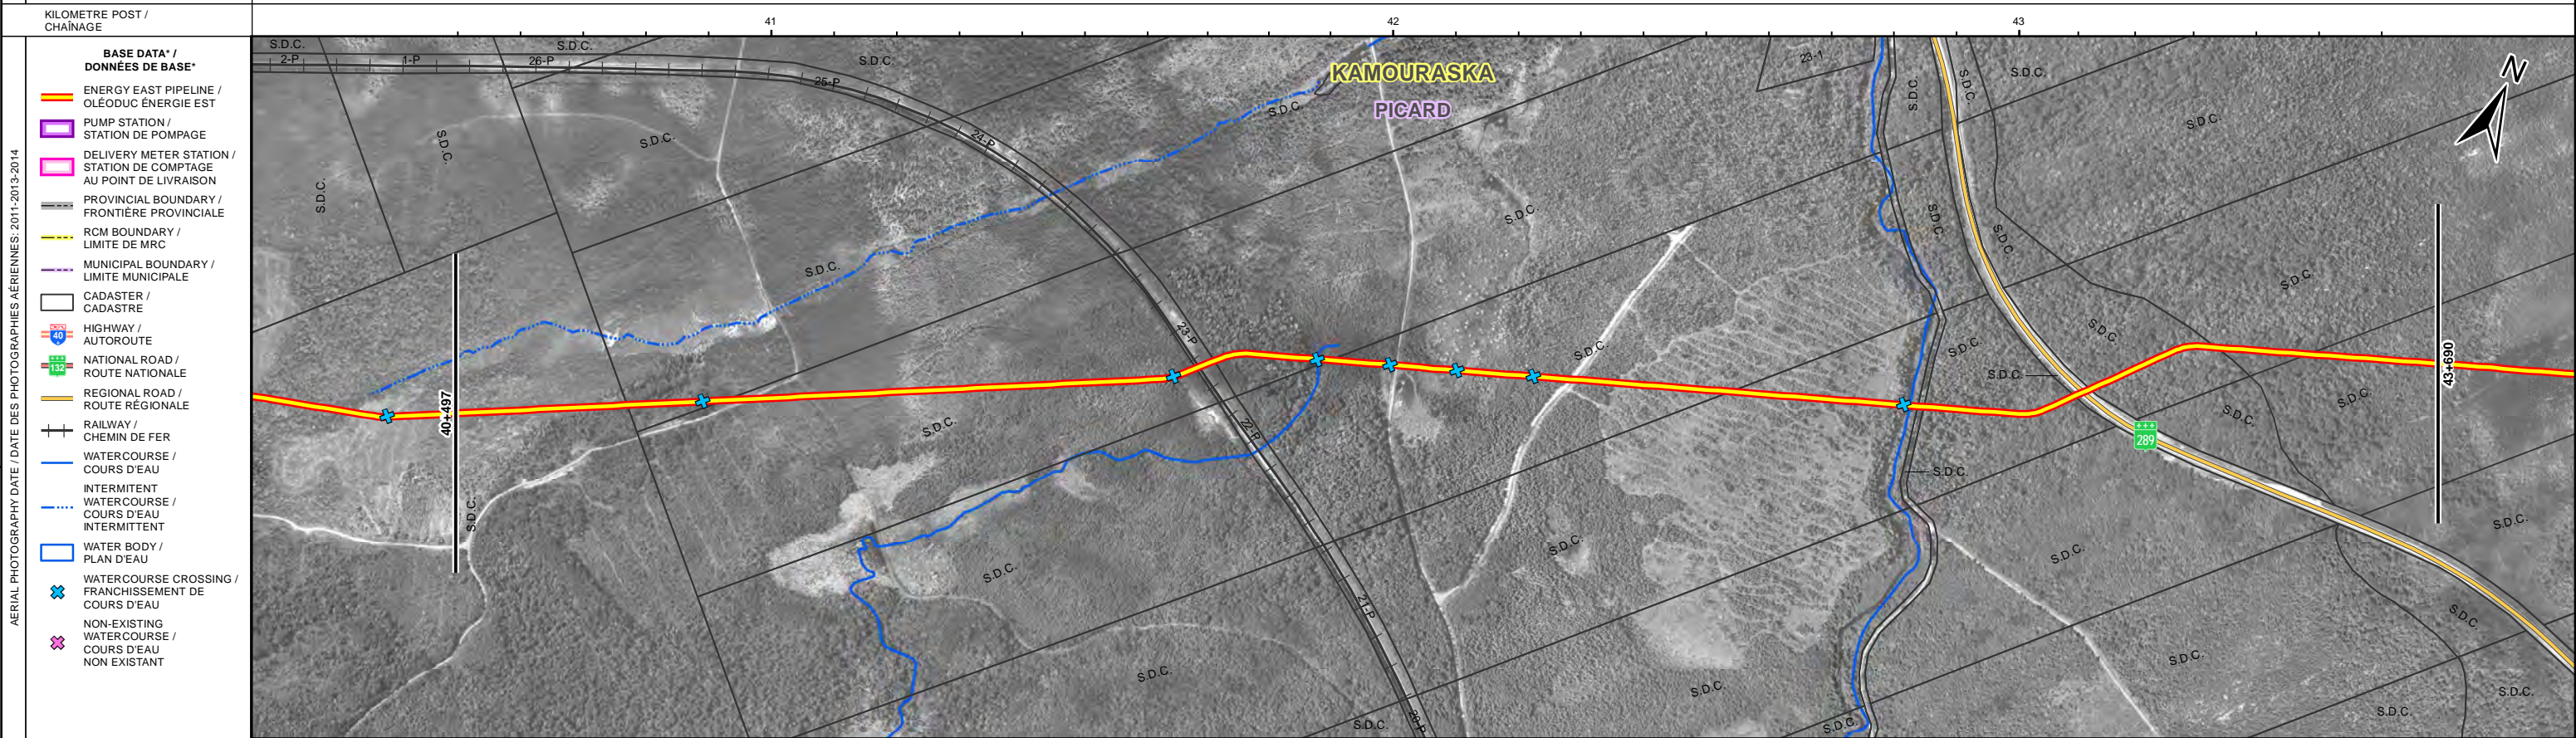 KILOMETRE POST /
CHAÎNAGE
41
42
43
AERIAL PHOTOGRAPHY DATE / DATE DES PHOTOGRAPHIES AÉRIENNES: 2011-2013-2014
BASE DATA* /
DONNÉES DE BASE*
ENERGY EAST PIPELINE /
OLÉODUC ÉNERGIE EST
PUMP STATION /
STATION DE POMPAGE
DELIVERY METER STATION /
STATION DE COMPTAGE
AU POINT DE LIVRAISON
PROVINCIAL BOUNDARY /
FRONTIÈRE PROVINCIALE
RCM BOUNDARY /
LIMITE DE MRC
MUNICIPAL BOUNDARY /
LIMITE MUNICIPALE
CADASTER /
CADASTRE
40
HIGHWAY /
AUTOROUTE
132
NATIONAL ROAD /
ROUTE NATIONALE
REGIONAL ROAD /
ROUTE RÉGIONALE
RAILWAY /
CHEMIN DE FER
WATERCOURSE /
COURS D'EAU
INTERMITENT
WATERCOURSE /
COURS D'EAU
INTERMITTENT
WATER BODY /
PLAN D'EAU
WATERCOURSE CROSSING /
FRANCHISSEMENT DE
COURS D'EAU
NON-EXISTING
WATERCOURSE /
COURS D'EAU
NON EXISTANT
S.D.C.
S.D.C.
S.D.C.
2-P
1-P
26-P
25-P
24-P
S.D.C.
S.D.C.
S.D.C.
S.D.C.
KAMOURASKA
PICARD
23-1
S.D.C.
S.D.C.
S.D.C.
S.D.C.
N
S.D.C.
S.D.C.
S.D.C.
S.D.C.
S.D.C.
23-P
S.D.C.
S.D.C.
S.D.C.
S.D.C.
S.D.C.
40+497
43+690
S.D.C.
22-P
S.D.C.
S.D.C.
289
S.D.C.
S.D.C.
S.D.C.
S.D.C.
S.D.C.
S.D.C.
21-P
S.D.C.
S.D.C.
S.D.C.
S.D.C.
S.D.C.
S.D.C.
20-P
S.D.C.
S.D.C.
S.D.C.